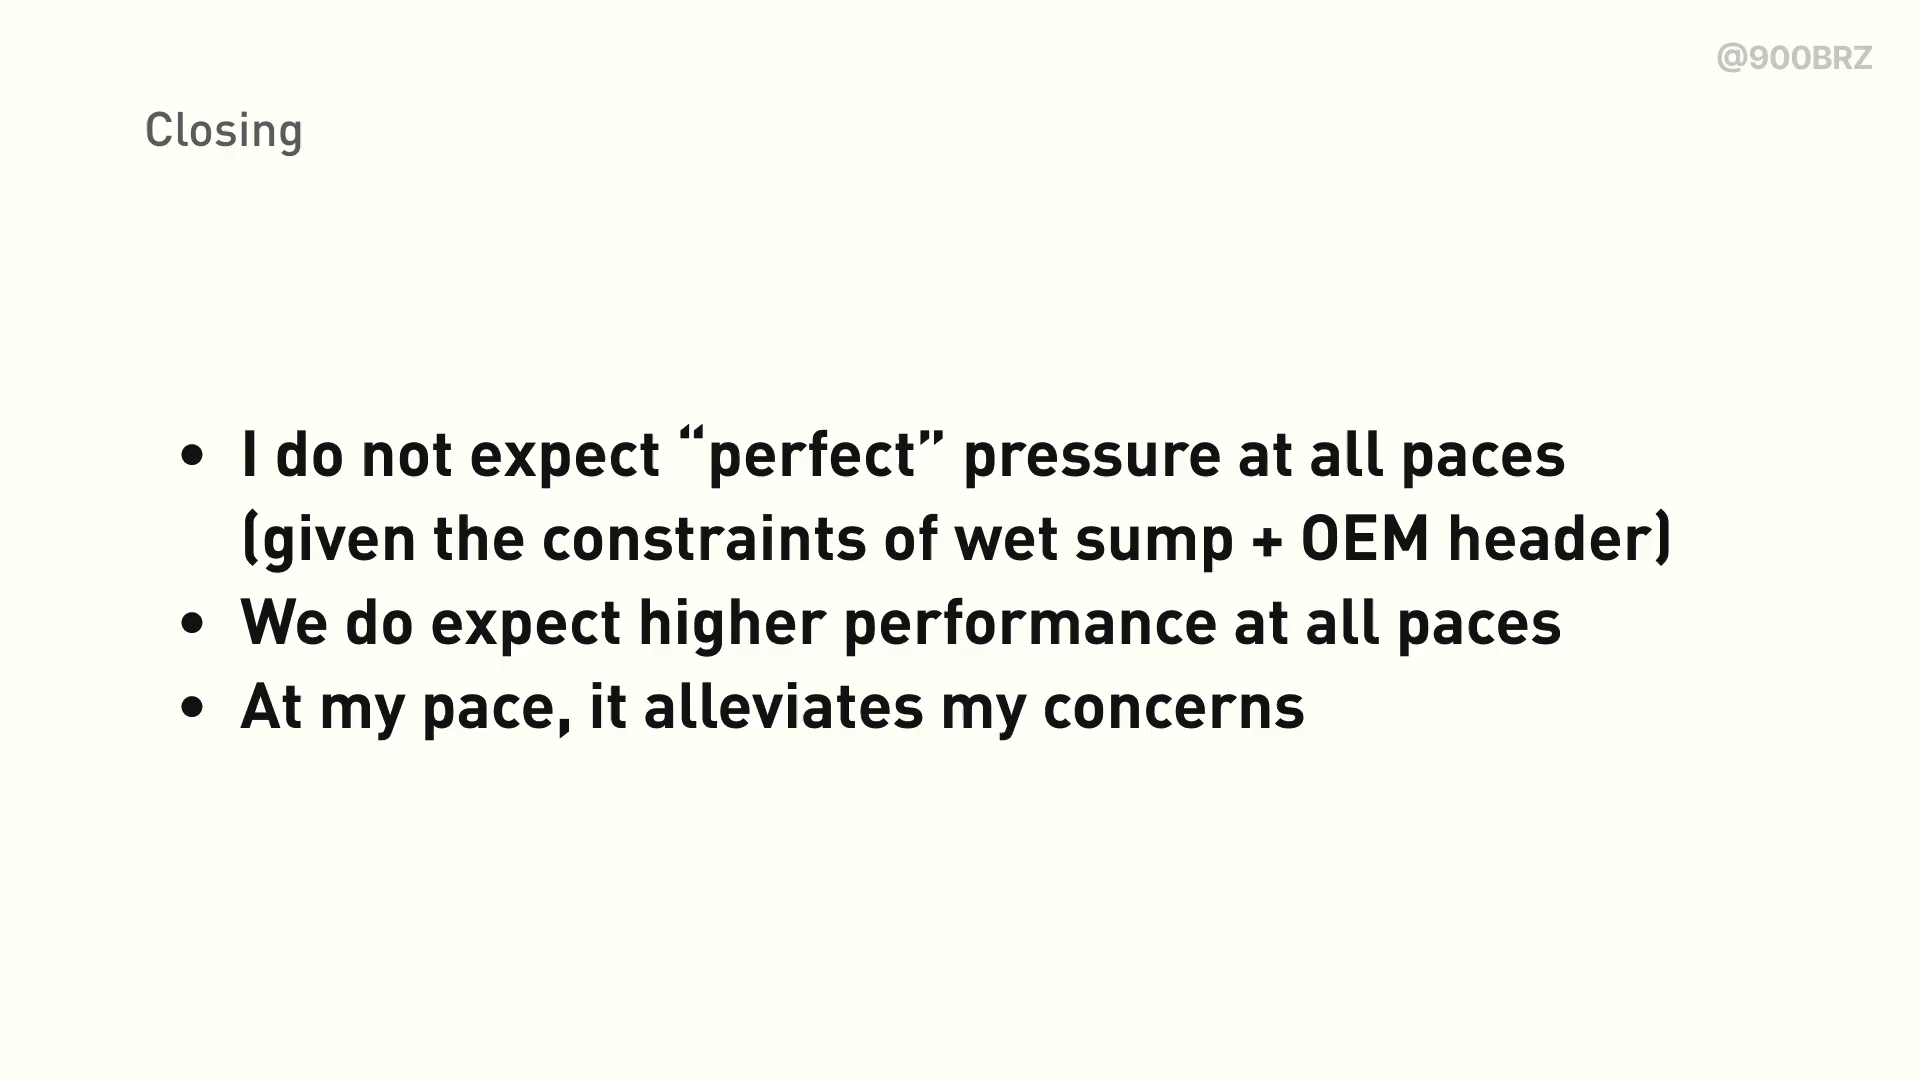 @900BRZ
Closing
• I do not expect “perfect” pressure at all paces
(given the constraints of wet sump + OEM header)
• We do expect higher performance at all paces
• At my pace, it alleviates my concerns